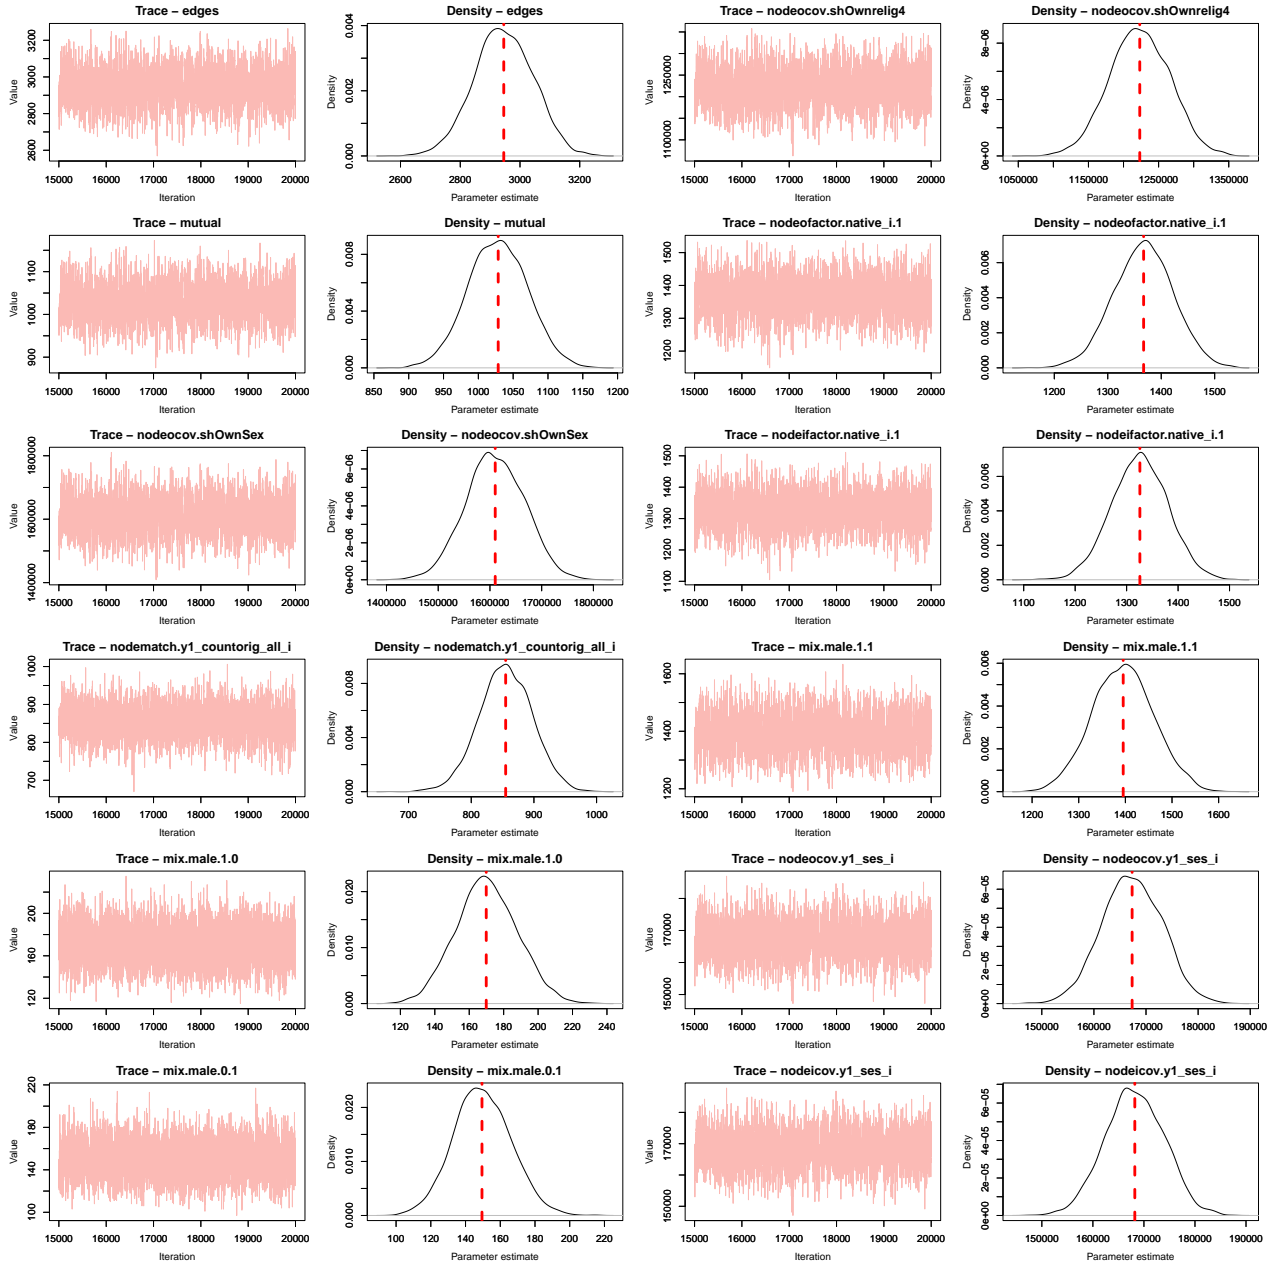 Trace − edges
Density − edges
Trace − nodeocov.shOwnrelig4
Density − nodeocov.shOwnrelig4
Value
2600 2800 3000 3200
15000 16000 17000 18000 19000 20000
Iteration
Density
0.000 0.002 0.004
2600 2800 3000 3200
Parameter estimate
Value
1100000 1250000
15000 16000 17000 18000 19000 20000
Iteration
Density
0e+00 4e−06 8e−06
1050000 1150000 1250000 1350000
Parameter estimate
Trace − mutual
Density − mutual
Trace − nodeofactor.native_i.1
Density − nodeofactor.native_i.1
Value
900 1000 1100
15000 16000 17000 18000 19000 20000
Iteration
Density
0.000 0.004 0.008
850 900 950 1000 1050 1100 1150 1200
Parameter estimate
Value
1200 1300 1400 1500
15000 16000 17000 18000 19000 20000
Iteration
Density
0.000 0.002 0.004 0.006
1200 1300 1400 1500
Parameter estimate
Trace − nodeocov.shOwnSex
Density − nodeocov.shOwnSex
Trace − nodeifactor.native_i.1
Density − nodeifactor.native_i.1
Value
1400000 1600000 1800000
15000 16000 17000 18000 19000 20000
Iteration
Density
0e+00 2e−06 4e−06 6e−06
1400000 1500000 1600000 1700000 1800000
Parameter estimate
Value
1100 1200 1300 1400 1500
15000 16000 17000 18000 19000 20000
Iteration
Density
0.000 0.002 0.004 0.006
1100 1200 1300 1400 1500
Parameter estimate
Trace − nodematch.y1_countorig_all_i
Density − nodematch.y1_countorig_all_i
Trace − mix.male.1.1
Density − mix.male.1.1
Value
700 800 900 1000
15000 16000 17000 18000 19000 20000
Iteration
Density
0.000 0.004 0.008
700 800 900 1000
Parameter estimate
Value
1200 1400 1600
15000 16000 17000 18000 19000 20000
Iteration
Density
0.000 0.002 0.004 0.006
1200 1300 1400 1500 1600
Parameter estimate
Trace − mix.male.1.0
Density − mix.male.1.0
Trace − nodeocov.y1_ses_i
Density − nodeocov.y1_ses_i
Value
120 160 200
15000 16000 17000 18000 19000 20000
Iteration
Density
0.000 0.010 0.020
120 140 160 180 200 220 240
Parameter estimate
Value
150000 170000
15000 16000 17000 18000 19000 20000
Iteration
Density
0e+00 2e−05 4e−05 6e−05
150000 160000 170000 180000 190000
Parameter estimate
Trace − mix.male.0.1
Density − mix.male.0.1
Trace − nodeicov.y1_ses_i
Density − nodeicov.y1_ses_i
Value
100 140 180 220
15000 16000 17000 18000 19000 20000
Iteration
Density
0.000 0.010 0.020
100 120 140 160 180 200 220
Parameter estimate
Value
150000 170000
15000 16000 17000 18000 19000 20000
Iteration
Density
0e+00 2e−05 4e−05 6e−05
150000 160000 170000 180000 190000
Parameter estimate